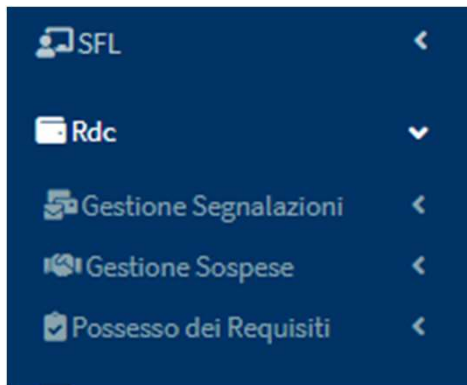 SFL
Rdc
Gestione Segnalazioni
Gestione Sospese
Possesso dei Requisiti